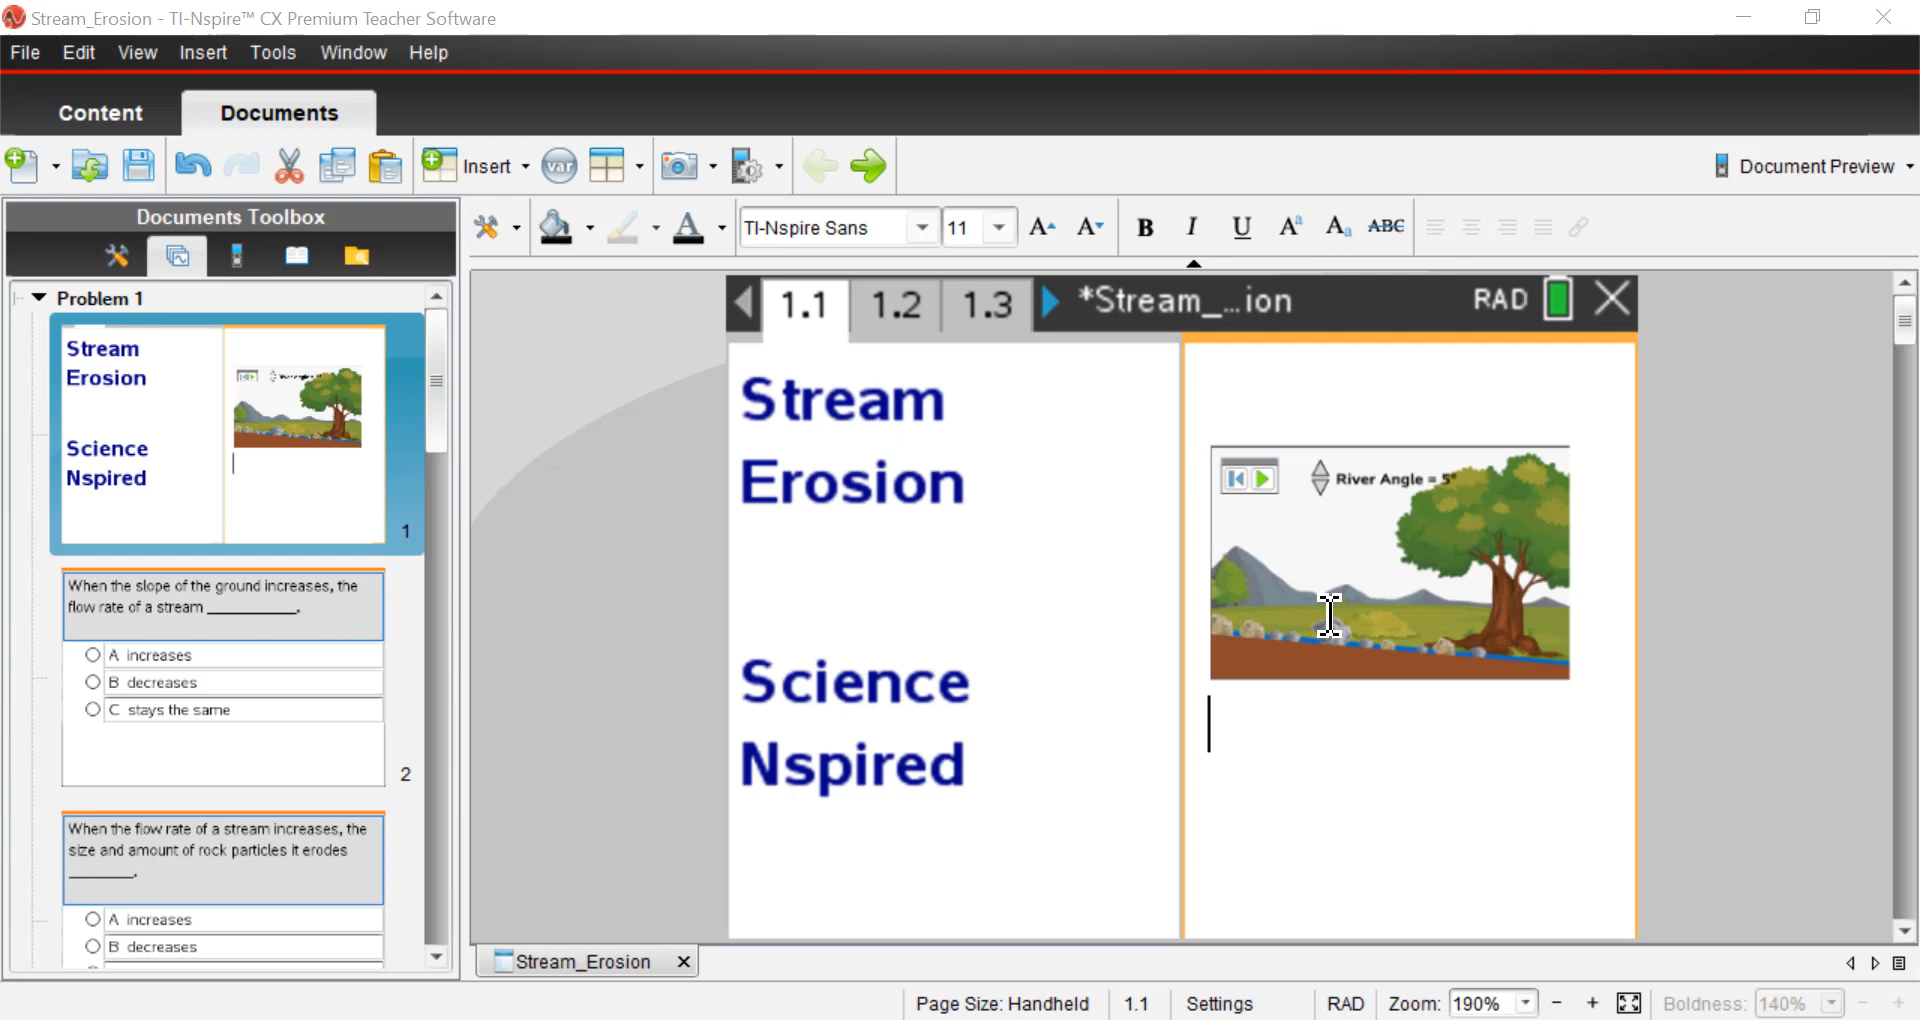 Stream_Erosion - TI-Nspire™ CX Premium Teacher Software
File Edit View Insert Tools Window Help
Content Documents
Insert var Document Preview
Documents Toolbox
TI-Nspire Sans 11 B I U ABC
Problem 1
Stream
Erosion
Science
Nspired
1
When the slope of the ground increases, the
flow rate of a stream ________.
A increases
B decreases
C stays the same
2
When the flow rate of a stream increases, the
size and amount of rock particles it erodes
________.
A increases
B decreases
1.1 1.2 1.3 *Stream_...ion RAD
Stream
Erosion
Science
Nspired
River Angle = 5°
Stream_Erosion
Page Size: Handheld 1.1 Settings RAD Zoom: 190% Boldness: 140%